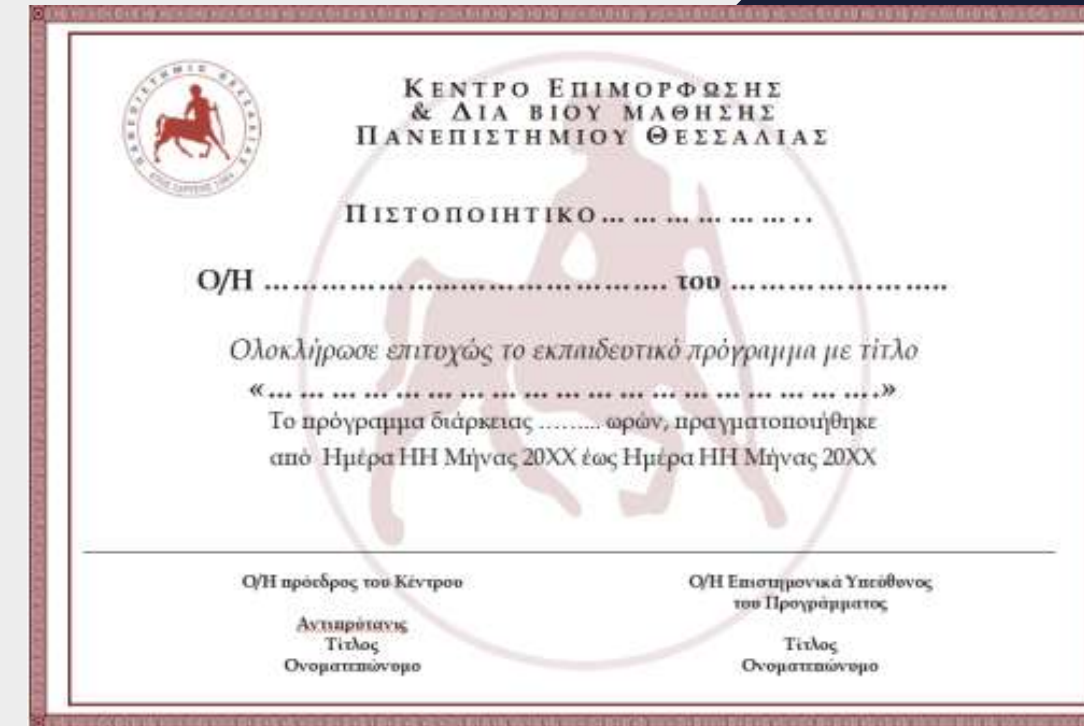 ΠΑΝΕΠΙΣΤΗΜΙΟ ΘΕΣΣΑΛΙΑΣ
ΚΕΝΤΡΟ ΕΠΙΜΟΡΦΩΣΗΣ
& ΔΙΑ ΒΙΟΥ ΜΑΘΗΣΗΣ
ΠΑΝΕΠΙΣΤΗΜΙΟΥ ΘΕΣΣΑΛΙΑΣ
ΠΙΣΤΟΠΟΙΗΤΙΚΟ… … … … … … . .
Ο/Η …………………………………… του …………………..
Ολοκλήρωσε επιτυχώς το εκπαιδευτικό πρόγραμμα με τίτλο
«… … … … … … … … … … … … … … … … … … ….»
Το πρόγραμμα διάρκειας ……... ωρών, πραγματοποιήθηκε
από Ημέρα ΗΗ Μήνας 20ΧΧ έως Ημέρα ΗΗ Μήνας 20ΧΧ
Ο/Η πρόεδρος του Κέντρου
Αντιπρύτανις
Τίτλος
Ονοματεπώνυμο
Ο/Η Επιστημονικά Υπεύθυνος
του Προγράμματος
Τίτλος
Ονοματεπώνυμο